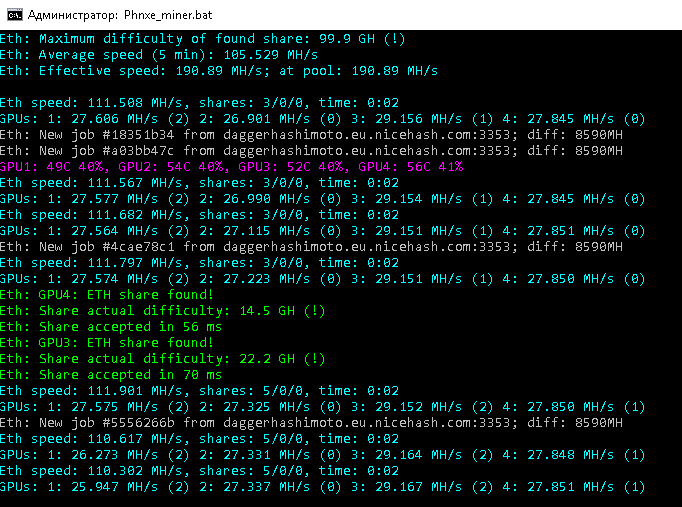 Администратор: Phnxe_miner.bat
Eth: Maximum difficulty of found share: 99.9 GH (!)
Eth: Average speed (5 min): 105.529 MH/s
Eth: Effective speed: 190.89 MH/s; at pool: 190.89 MH/s
Eth speed: 111.508 MH/s, shares: 3/0/0, time: 0:02
GPUs: 1: 27.606 MH/s (2) 2: 26.901 MH/s (0) 3: 29.156 MH/s (1) 4: 27.845 MH/s (0)
Eth: New job #18351b34 from daggerhashimoto.eu.nicehash.com:3353; diff: 8590MH
Eth: New job #a03bb47c from daggerhashimoto.eu.nicehash.com:3353; diff: 8590MH
GPU1: 49C 40%, GPU2: 54C 40%, GPU3: 52C 40%, GPU4: 56C 41%
Eth speed: 111.567 MH/s, shares: 3/0/0, time: 0:02
GPUs: 1: 27.577 MH/s (2) 2: 26.990 MH/s (0) 3: 29.154 MH/s (1) 4: 27.845 MH/s (0)
Eth speed: 111.682 MH/s, shares: 3/0/0, time: 0:02
GPUs: 1: 27.564 MH/s (2) 2: 27.115 MH/s (0) 3: 29.151 MH/s (1) 4: 27.851 MH/s (0)
Eth: New job #4cae78c1 from daggerhashimoto.eu.nicehash.com:3353; diff: 8590MH
Eth speed: 111.797 MH/s, shares: 3/0/0, time: 0:02
GPUs: 1: 27.574 MH/s (2) 2: 27.223 MH/s (0) 3: 29.151 MH/s (1) 4: 27.850 MH/s (0)
Eth: GPU4: ETH share found!
Eth: Share actual difficulty: 14.5 GH (!)
Eth: Share accepted in 56 ms
Eth: GPU3: ETH share found!
Eth: Share actual difficulty: 22.2 GH (!)
Eth: Share accepted in 70 ms
Eth speed: 111.901 MH/s, shares: 5/0/0, time: 0:02
GPUs: 1: 27.575 MH/s (2) 2: 27.325 MH/s (0) 3: 29.152 MH/s (2) 4: 27.850 MH/s (1)
Eth: New job #5556266b from daggerhashimoto.eu.nicehash.com:3353; diff: 8590MH
Eth speed: 110.617 MH/s, shares: 5/0/0, time: 0:02
GPUs: 1: 26.273 MH/s (2) 2: 27.331 MH/s (0) 3: 29.164 MH/s (2) 4: 27.848 MH/s (1)
Eth speed: 110.302 MH/s, shares: 5/0/0, time: 0:02
GPUs: 1: 25.947 MH/s (2) 2: 27.337 MH/s (0) 3: 29.167 MH/s (2) 4: 27.851 MH/s (1)